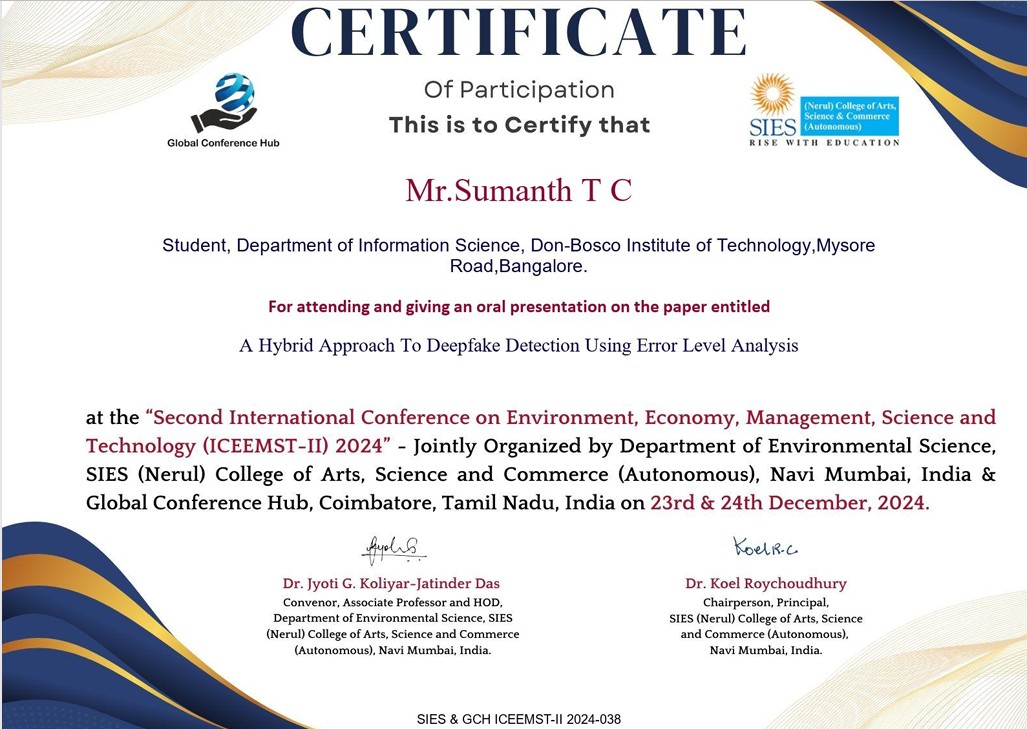 CERTIFICATE
Of Participation
This is to Certify that
Global Conference Hub
SIES
(Nerul) College of Arts,
Science & Commerce
(Autonomous)
RISE WITH EDUCATION
Mr.Sumanth T C
Student, Department of Information Science, Don-Bosco Institute of Technology,Mysore
Road,Bangalore.
For attending and giving an oral presentation on the paper entitled
A Hybrid Approach To Deepfake Detection Using Error Level Analysis
at the “Second International Conference on Environment, Economy, Management, Science and
Technology (ICEEMST-II) 2024” - Jointly Organized by Department of Environmental Science,
SIES (Nerul) College of Arts, Science and Commerce (Autonomous), Navi Mumbai, India &
Global Conference Hub, Coimbatore, Tamil Nadu, India on 23rd & 24th December, 2024.
Koel R.C
Dr. Jyoti G. Koliyar-Jatinder Das
Convenor, Associate Professor and HOD,
Department of Environmental Science, SIES
(Nerul) College of Arts, Science and Commerce
(Autonomous), Navi Mumbai, India.
Dr. Koel Roychoudhury
Chairperson, Principal,
SIES (Nerul) College of Arts, Science
and Commerce (Autonomous),
Navi Mumbai, India.
SIES & GCH ICEEMST-II 2024-038